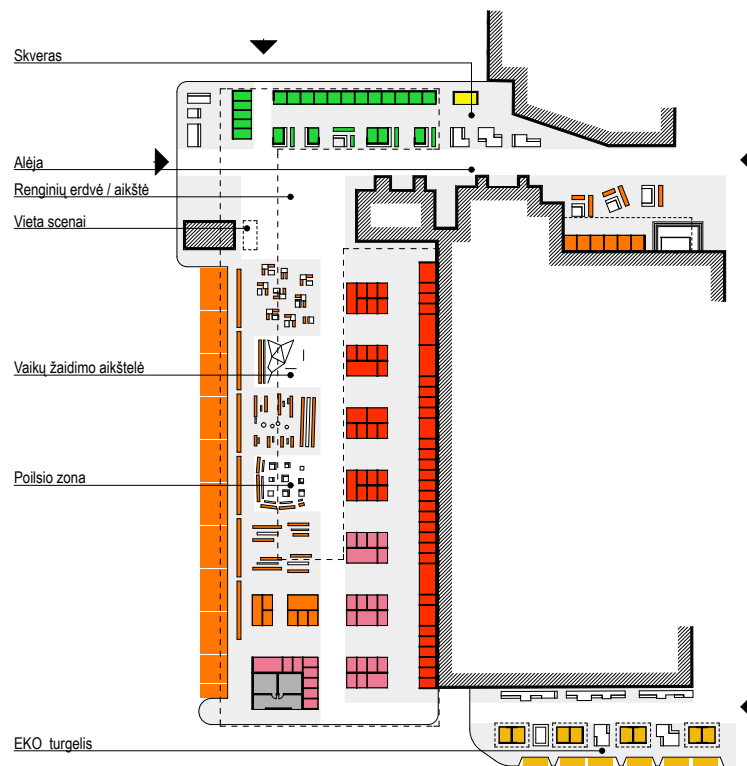 Skveras
Alėja
Renginių erdvė / aikštė
Vieta scenai
Vaikų žaidimo aikštelė
Poilsio zona
EKO turgelis